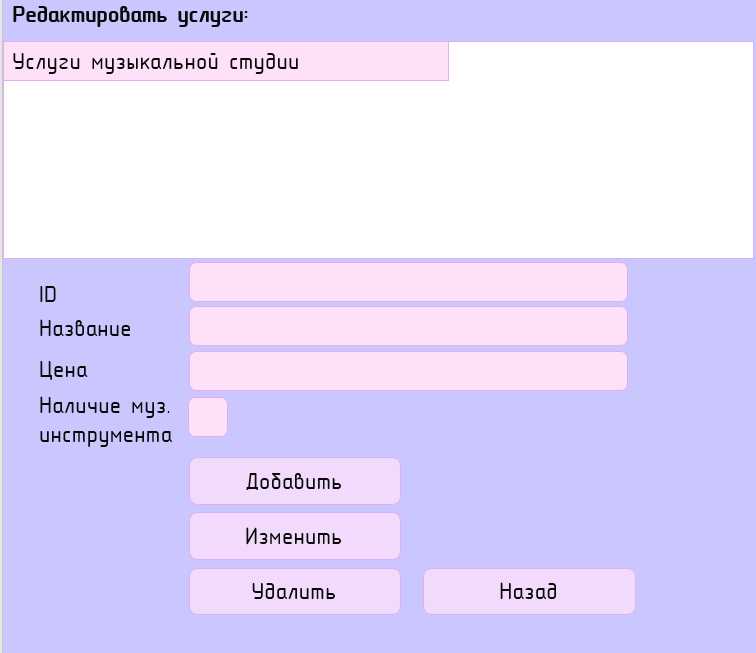 Редактировать услуги:
Услуги музыкальной студии
ID
Название
Цена
Наличие муз.
инструмента
Добавить
Изменить
Удалить
Назад